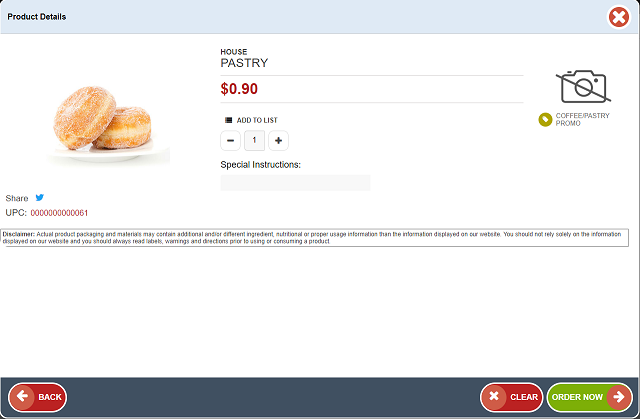 Product Details
HOUSE
PASTRY
$0.90
ADD TO LIST
1
Special Instructions:
COFFEE/PASTRY
PROMO
Share
UPC: 0000000000061
Disclaimer: Actual product packaging and materials may contain additional and/or different ingredient, nutritional or proper usage information than the information displayed on our website. You should not rely solely on the information
displayed on our website and you should always read labels, warnings and directions prior to using or consuming a product.
BACK
CLEAR
ORDER NOW